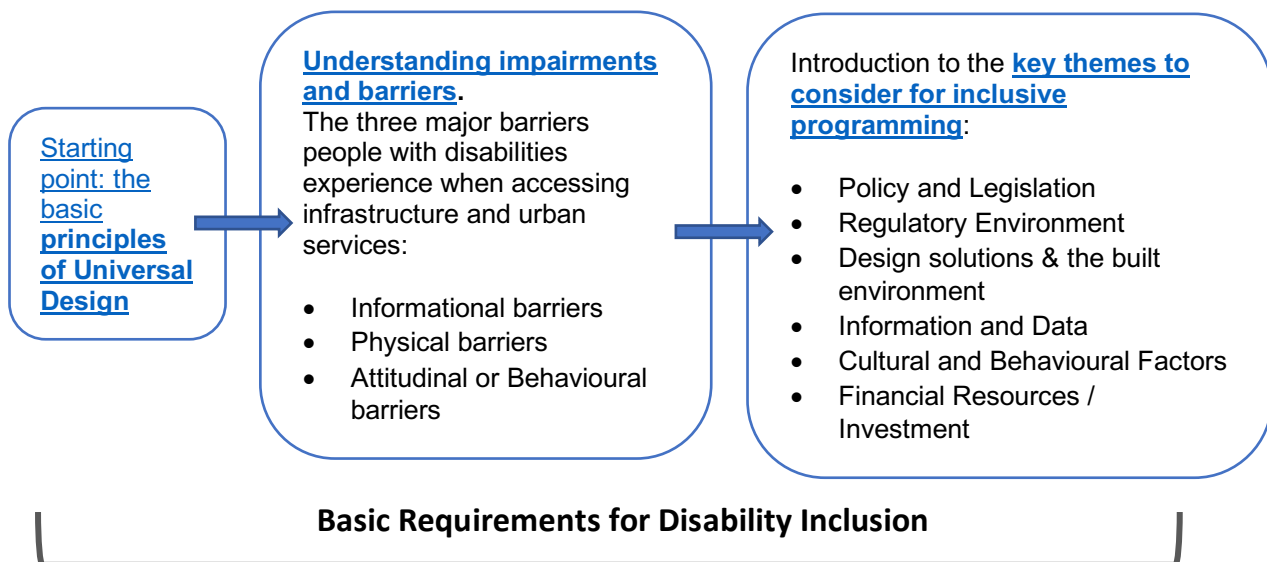 Starting
point: the
basic
principles
of Universal
Design
Understanding impairments
and barriers.
The three major barriers
people with disabilities
experience when accessing
infrastructure and urban
services:
• Informational barriers
• Physical barriers
• Attitudinal or Behavioural
barriers
Introduction to the key themes to
consider for inclusive
programming:
• Policy and Legislation
• Regulatory Environment
• Design solutions & the built
environment
• Information and Data
• Cultural and Behavioural Factors
• Financial Resources /
Investment
Basic Requirements for Disability Inclusion